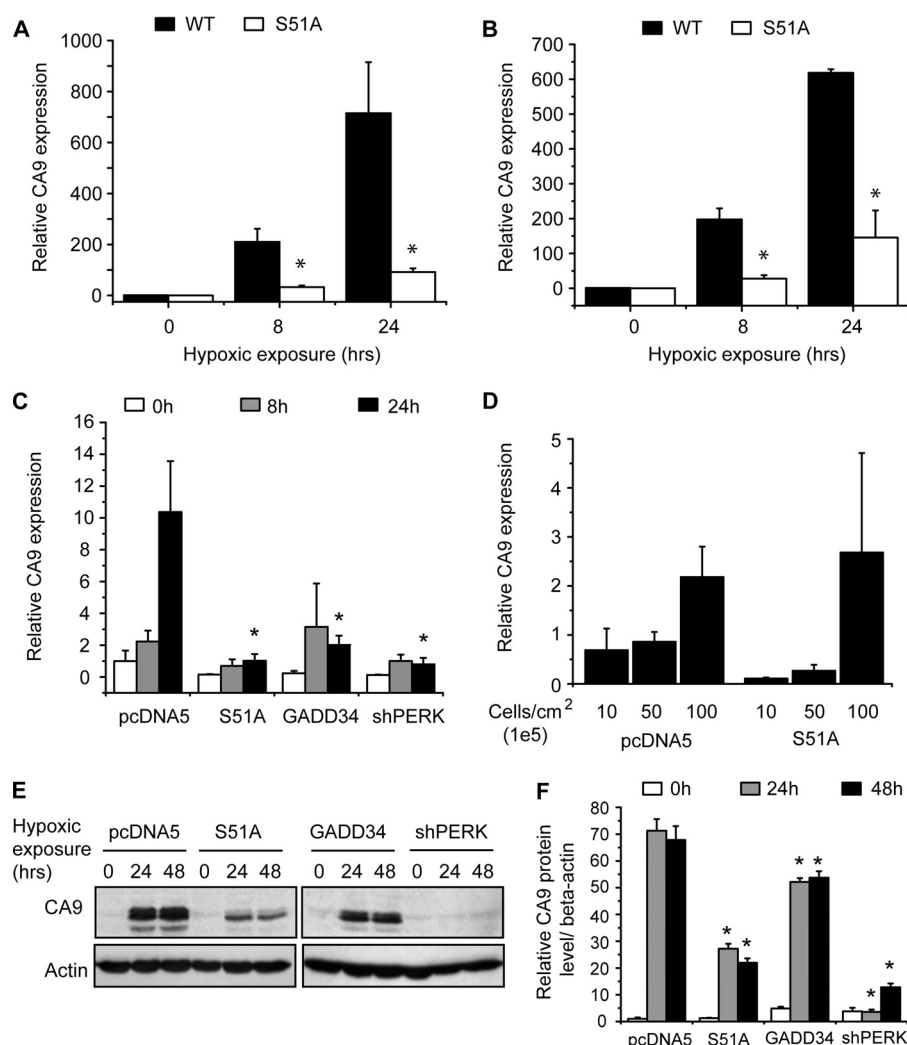 A
WT S51A
Relative CA9 expression
1000
800
600
400
200
0
0 8 24
Hypoxic exposure (hrs)
* *
B
WT S51A
Relative CA9 expression
700
600
500
400
300
200
100
0
0 8 24
Hypoxic exposure (hrs)
* *
C
0h 8h 24h
Relative CA9 expression
16
14
12
10
8
6
4
2
0
* * *
pcDNA5 S51A GADD34 shPERK
D
Relative CA9 expression
5
4
3
2
1
0
Cells/cm2 10 50 100 10 50 100
(1e5) pcDNA5 S51A
E
Hypoxic exposure (hrs)
pcDNA5 S51A GADD34 shPERK
0 24 48 0 24 48 0 24 48 0 24 48
CA9
Actin
F
0h 24h 48h
Relative CA9 protein
level/ beta-actin
80
70
60
50
40
30
20
10
0
* * * * * *
pcDNA5 S51A GADD34 shPERK